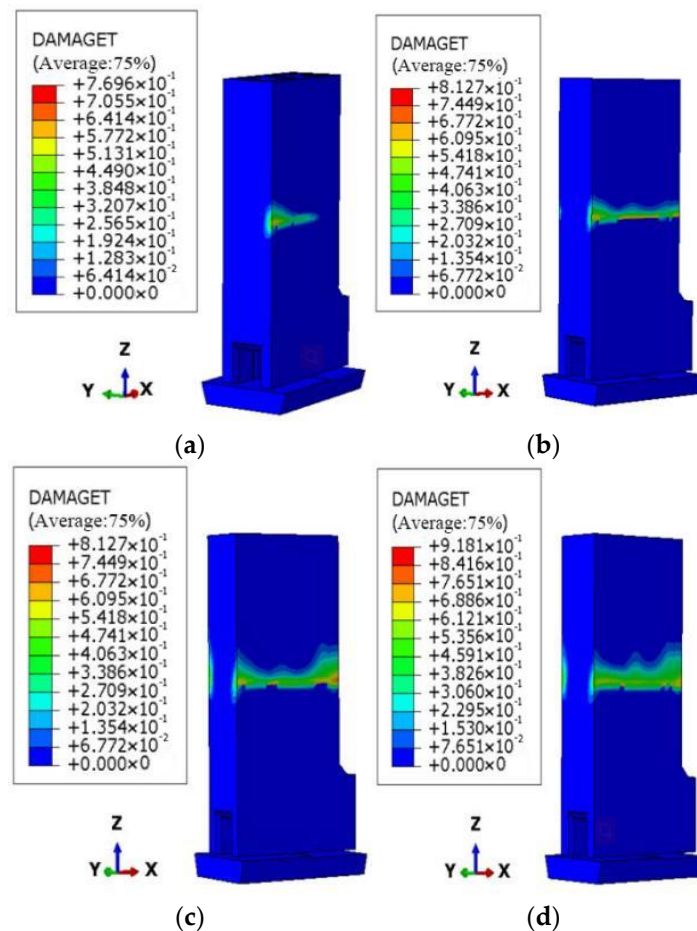 DAMAGET
(Average:75%)
+7.696×10⁻¹
+7.055×10⁻¹
+6.414×10⁻¹
+5.772×10⁻¹
+5.131×10⁻¹
+4.490×10⁻¹
+3.848×10⁻¹
+3.207×10⁻¹
+2.565×10⁻¹
+1.924×10⁻¹
+1.283×10⁻¹
+6.414×10⁻²
+0.000×0
Z
Y
X
(a)
DAMAGET
(Average:75%)
+8.127×10⁻¹
+7.449×10⁻¹
+6.772×10⁻¹
+6.095×10⁻¹
+5.418×10⁻¹
+4.741×10⁻¹
+4.063×10⁻¹
+3.386×10⁻¹
+2.709×10⁻¹
+2.032×10⁻¹
+1.354×10⁻¹
+6.772×10⁻²
+0.000×0
Z
Y
X
(b)
DAMAGET
(Average:75%)
+8.127×10⁻¹
+7.449×10⁻¹
+6.772×10⁻¹
+6.095×10⁻¹
+5.418×10⁻¹
+4.741×10⁻¹
+4.063×10⁻¹
+3.386×10⁻¹
+2.709×10⁻¹
+2.032×10⁻¹
+1.354×10⁻¹
+6.772×10⁻²
+0.000×0
Z
Y
X
(c)
DAMAGET
(Average:75%)
+9.181×10⁻¹
+8.416×10⁻¹
+7.651×10⁻¹
+6.886×10⁻¹
+6.121×10⁻¹
+5.356×10⁻¹
+4.591×10⁻¹
+3.826×10⁻¹
+3.060×10⁻¹
+2.295×10⁻¹
+1.530×10⁻¹
+7.651×10⁻²
+0.000×0
Z
Y
X
(d)